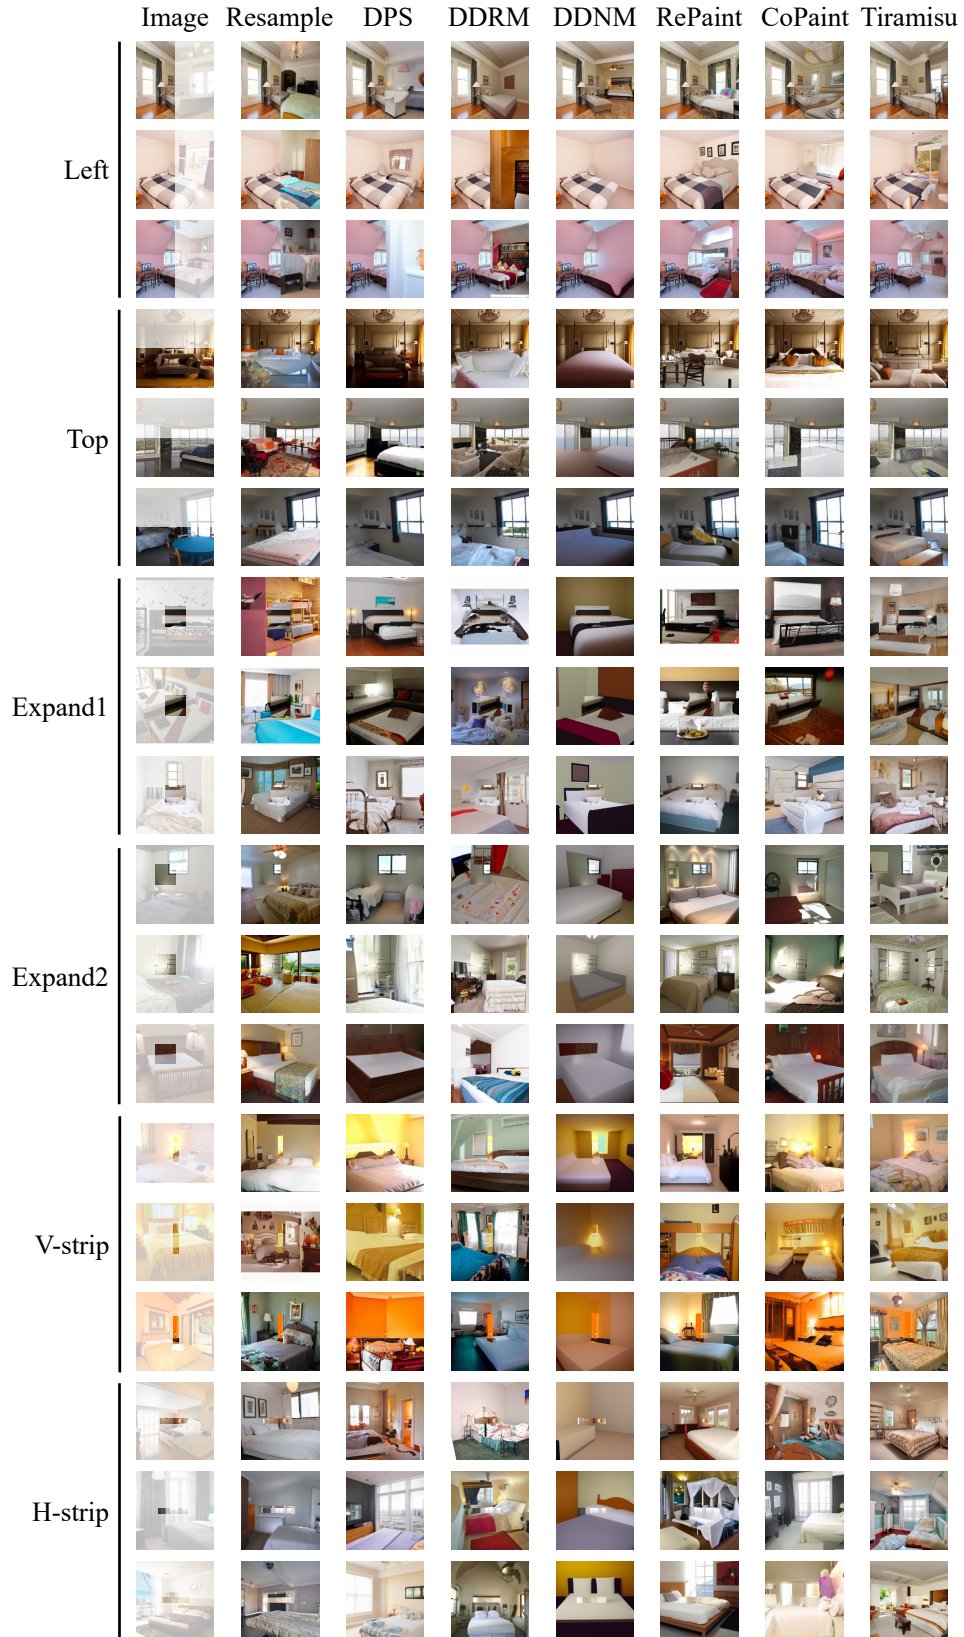 Image Resample DPS DDRM DDNM RePaint CoPaint Tiramisu
Left
Top
Expand1
Expand2
V-strip
H-strip